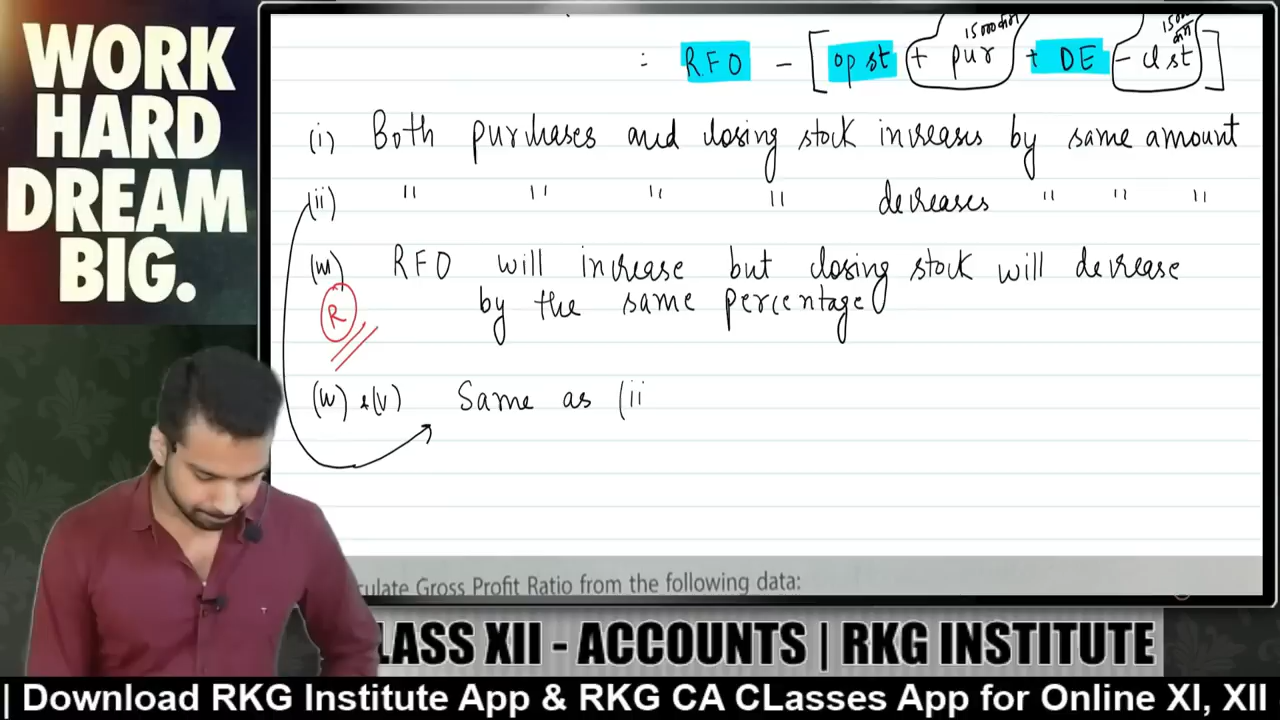 WORK
HARD
DREAM
BIG.
= RFO - [ op st + pur + DE - cl st ]
(i) Both purchases and closing stock increases by same amount
(ii) " " " " decreases " " "
RFO will increase but closing stock will decrease
by the same percentage
R
(iv) & (v) Same as (ii
culate Gross Profit Ratio from the following data:
LASS XII - ACCOUNTS | RKG INSTITUTE
| Download RKG Institute App & RKG CA CLasses App for Online XI, XII